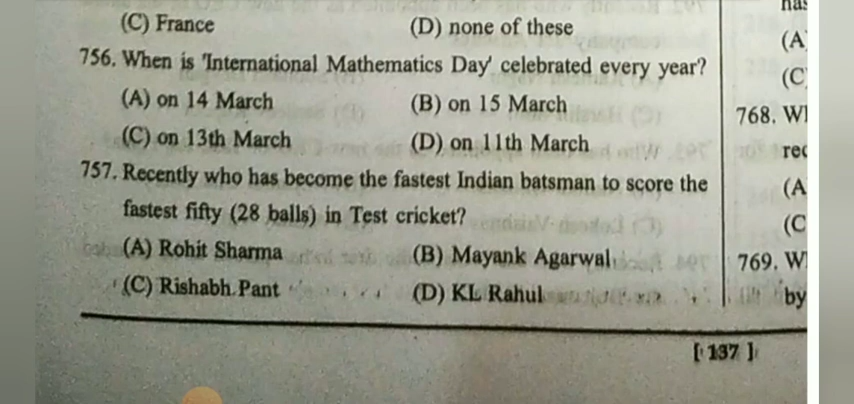 (C) France (D) none of these
756. When is 'International Mathematics Day' celebrated every year?
(A) on 14 March (B) on 15 March
(C) on 13th March (D) on 11th March
757. Recently who has become the fastest Indian batsman to score the
fastest fifty (28 balls) in Test cricket?
(A) Rohit Sharma (B) Mayank Agarwal
(C) Rishabh Pant (D) KL Rahul
(A)
(C)
768.
(A
(C
769.
by
[ 137 ]